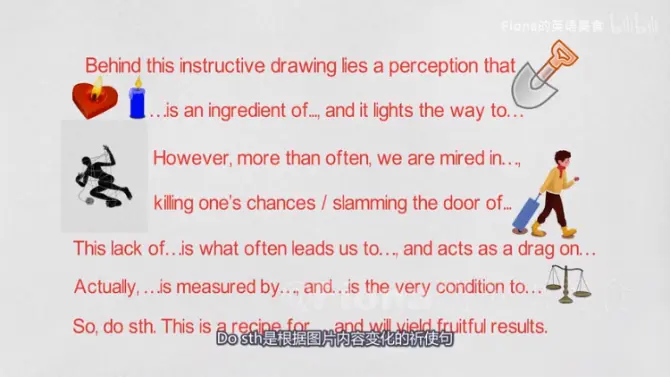 Fiona的英语美食 bilibili
Behind this instructive drawing lies a perception that
…is an ingredient of..., and it lights the way to…
However, more than often, we are mired in…,
killing one's chances / slamming the door of...
This lack of…is what often leads us to…, and acts as a drag on…
Actually, …is measured by…, and…is the very condition to…
So, do sth. This is a recipe for … and will yield fruitful results.
Do sth是根据图片内容变化的祈使句